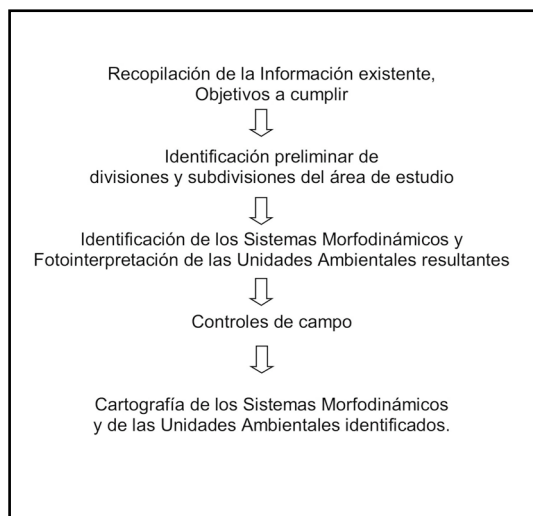 Recopilación de la Información existente,
Objetivos a cumplir
Identificación preliminar de
divisiones y subdivisiones del área de estudio
Identificación de los Sistemas Morfodinámicos y
Fotointerpretación de las Unidades Ambientales resultantes
Controles de campo
Cartografía de los Sistemas Morfodinámicos
y de las Unidades Ambientales identificados.